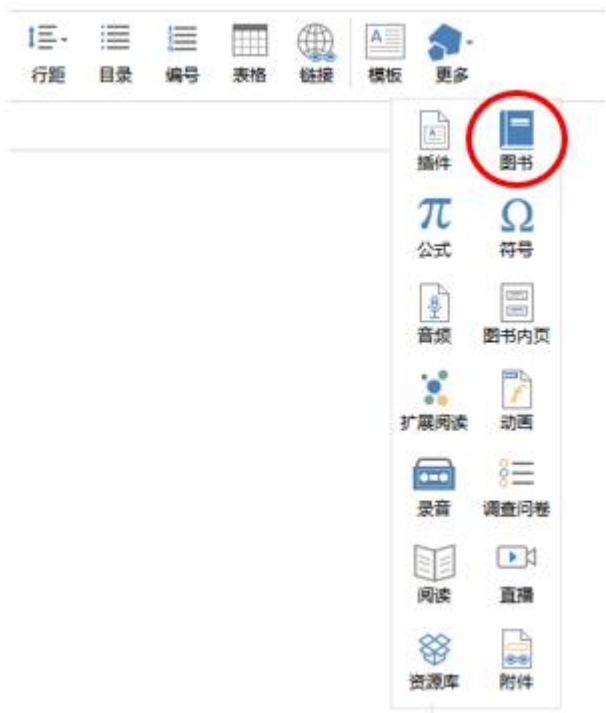 行距 目录 编号 表格 链接 模板 更多
插件 图书
公式 符号
音频 图书内页
扩展阅读 动画
录音 调查问卷
阅读 直播
资源库 附件